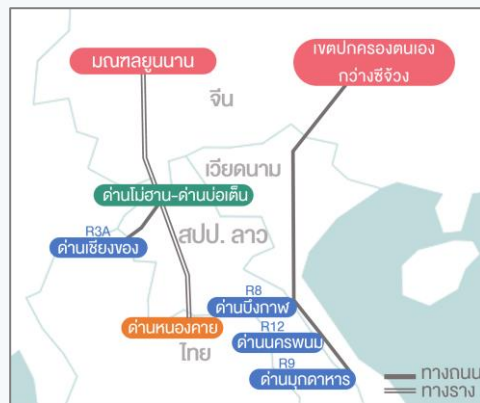 มณฑลยูนนาน
เขตปกครองตนเอง
กว่างซีจ้วง
จีน
เวียดนาม
ด่านโม่ฮาน-ด่านบ่อเต็น
R3A
ด่านเชียงของ
สปป. ลาว
R8
ด่านบึงกาฬ
R12
ด่านหนองคาย
ด่านนครพนม
ไทย
R9
ด่านมุกดาหาร
ทางถนน
ทางราง